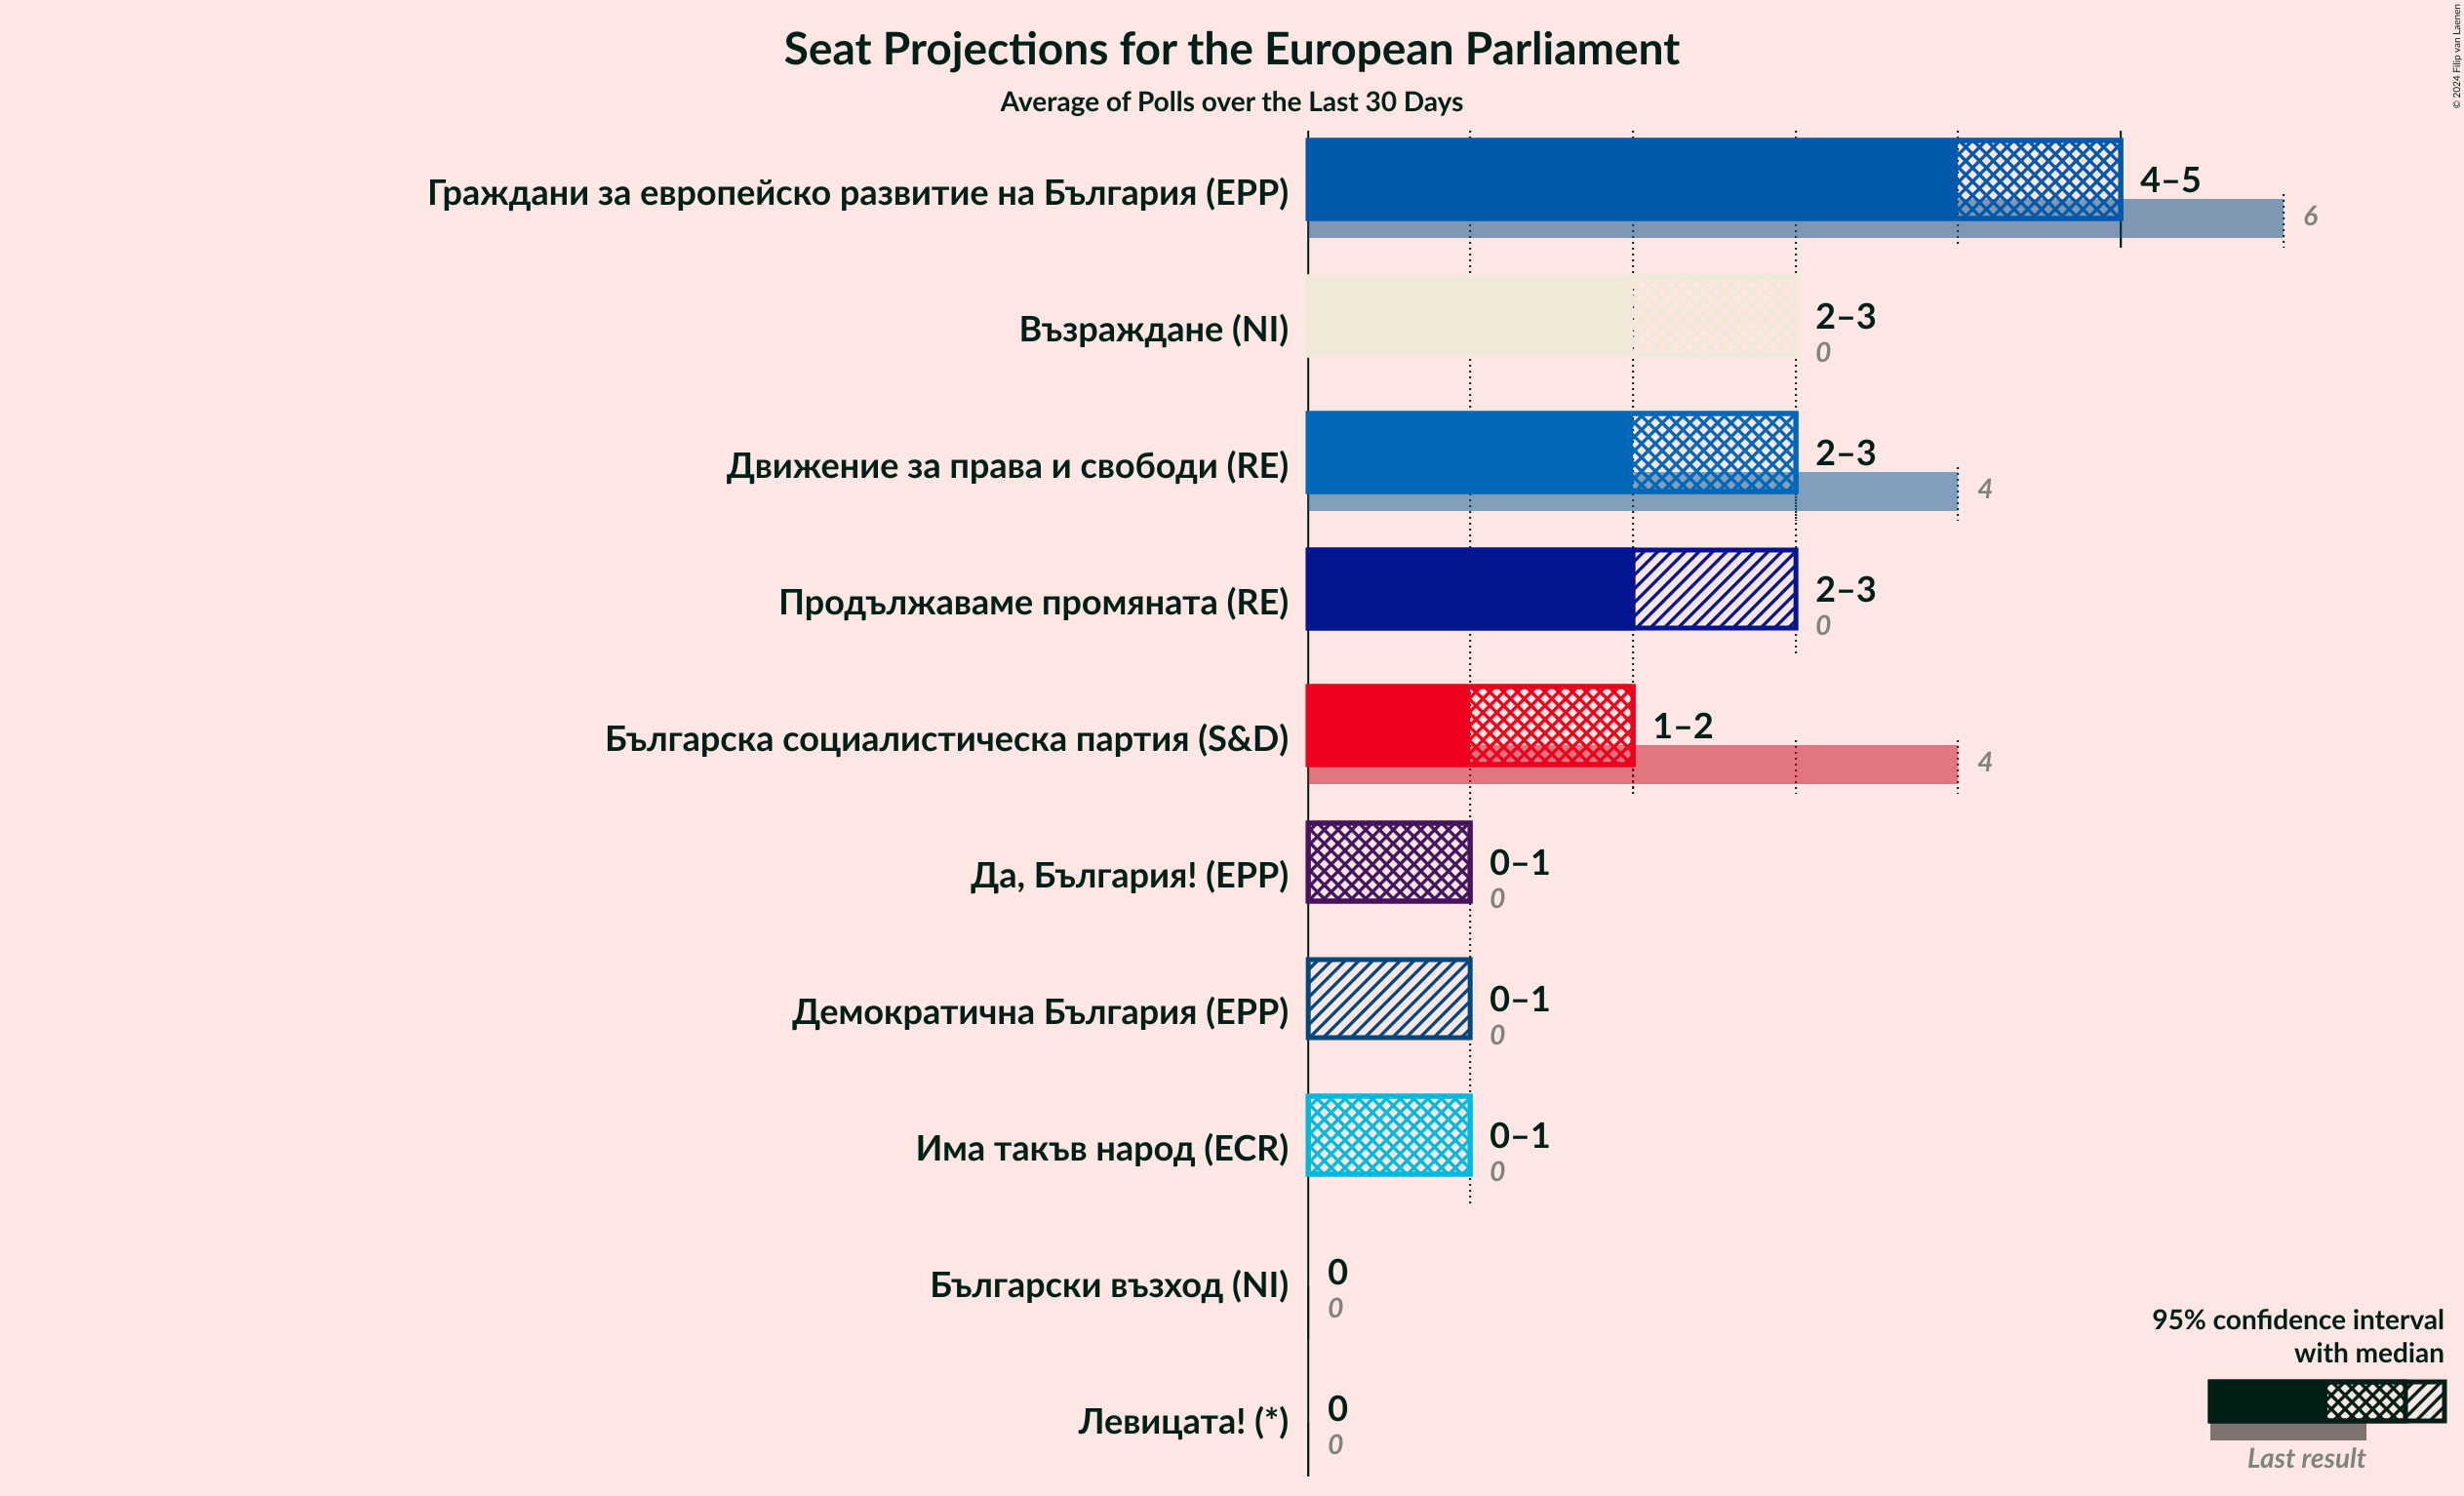 Seat Projections for the European Parliament
Average of Polls over the Last 30 Days
© 2024 Filip van Laenen
Граждани за европейско развитие на България (EPP)
4–5
6
Възраждане (NI)
2–3
0
Движение за права и свободи (RE)
2–3
4
Продължаваме промяната (RE)
2–3
0
Българска социалистическа партия (S&D)
1–2
4
Да, България! (EPP)
0–1
0
Демократична България (EPP)
0–1
0
Има такъв народ (ECR)
0–1
0
Български възход (NI)
0
0
Левицата! (*)
0
0
95% confidence interval
with median
Last result